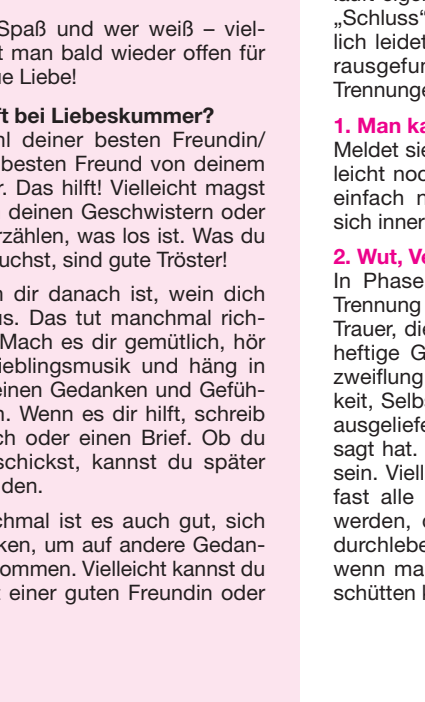 Spaß und wer weiß – viel-
t man bald wieder offen für
ue Liebe!
ft bei Liebeskummer?
hl deiner besten Freundin/
besten Freund von deinem
r. Das hilft! Vielleicht magst
deinen Geschwistern oder
rzählen, was los ist. Was du
uchst, sind gute Tröster!
n dir danach ist, wein dich
us. Das tut manchmal rich-
Mach es dir gemütlich, hör
ieblingsmusik und häng in
einen Gedanken und Gefüh-
n. Wenn es dir hilft, schreib
ch oder einen Brief. Ob du
schickst, kannst du später
den.
chmal ist es auch gut, sich
ken, um auf andere Gedan-
ommen. Vielleicht kannst du
t einer guten Freundin oder
„Schluss“
lich leidet
rausgefun
Trennunge
1. Man ka
Meldet sie
leicht noc
einfach n
sich inner
2. Wut, Ve
In Phase
Trennung
Trauer, die
heftige G
zweiflung
keit, Selbs
ausgeliefe
sagt hat.
sein. Viell
fast alle
werden, d
durchlebe
wenn ma
schütten k